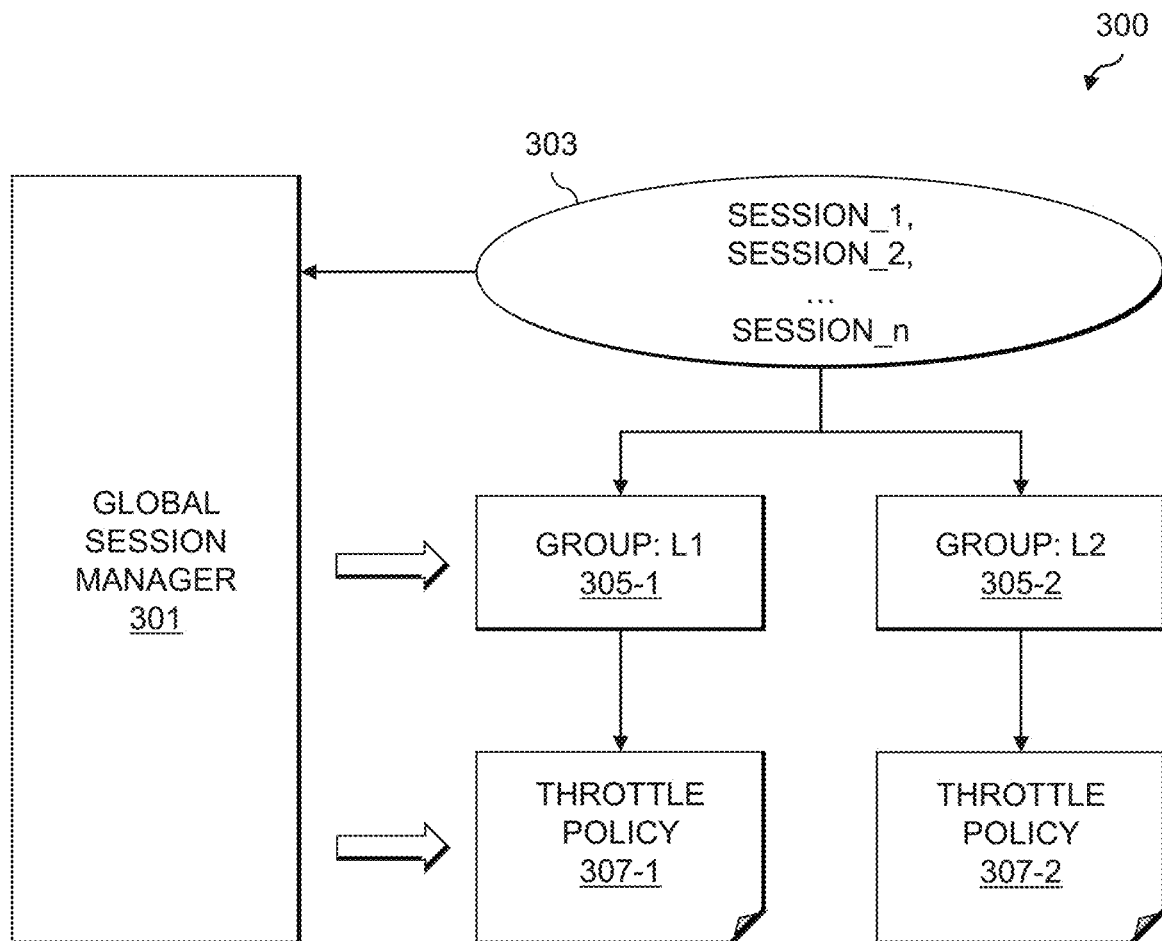 300
303
SESSION_1,
SESSION_2,
...
SESSION_n
GLOBAL
SESSION
MANAGER
301
GROUP: L1
305-1
GROUP: L2
305-2
THROTTLE
POLICY
307-1
THROTTLE
POLICY
307-2